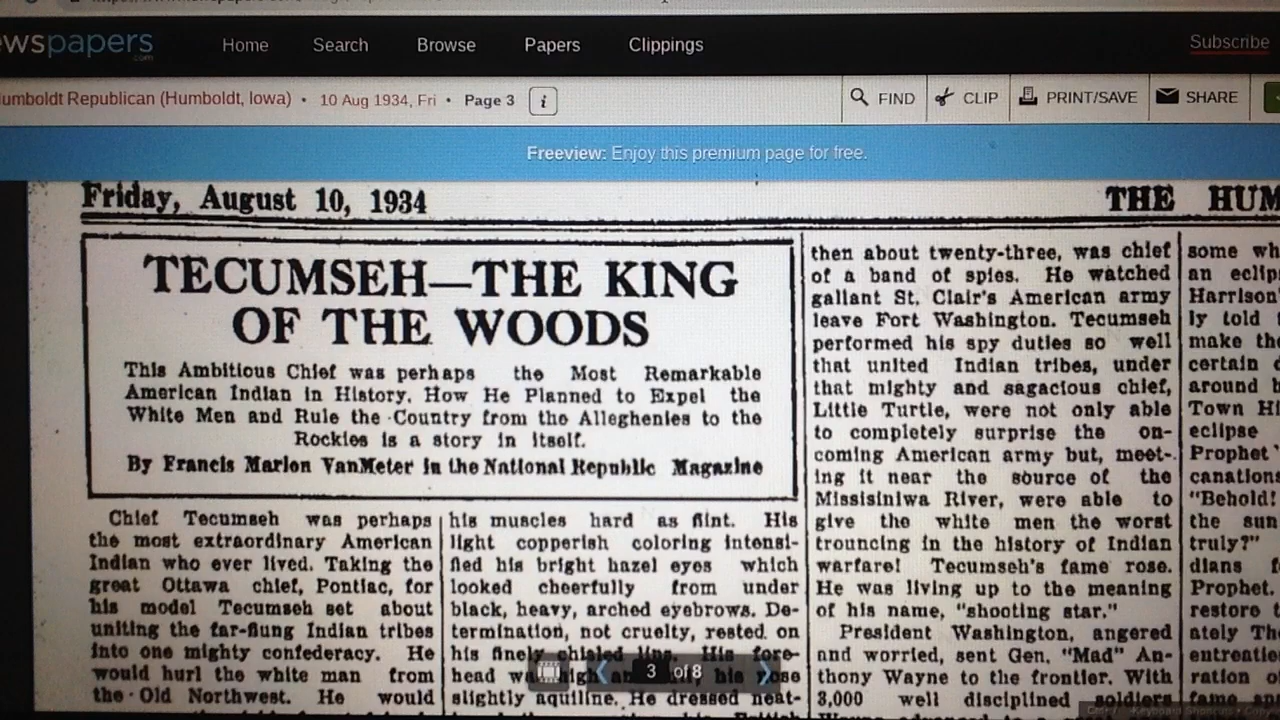 wspapers
.com
Home Search Browse Papers Clippings Subscribe
umboldt Republican (Humboldt, Iowa) • 10 Aug 1934, Fri • Page 3 i FIND CLIP PRINT/SAVE SHARE
Freeview: Enjoy this premium page for free.
Friday, August 10, 1934
THE HUM
TECUMSEH—THE KING
OF THE WOODS
This Ambitious Chief was perhaps the Most Remarkable
American Indian in History. How He Planned to Expel the
White Men and Rule the Country from the Alleghenies to the
Rockies is a story in itself.
By Francis Marion VanMeter in the National Republic Magazine
Chief Tecumseh was perhaps
the most extraordinary American
Indian who ever lived. Taking the
great Ottawa chief, Pontiac, for
his model Tecumseh set about
uniting the far-flung Indian tribes
into one mighty confederacy. He
would hurl the white man from
the Old Northwest. He would
his muscles hard as flint. His
light copperish coloring intensi-
fied his bright hazel eyes which
looked cheerfully from under
black, heavy, arched eyebrows. De-
termination, not cruelty, rested on
his finely chisled lips. His fore-
head was high and his nose
slightly aquiline. He dressed neat-
then about twenty-three, was chief
of a band of spies. He watched
gallant St. Clair's American army
leave Fort Washington. Tecumseh
performed his spy duties so well
that united Indian tribes, under
that mighty and sagacious chief,
Little Turtle, were not only able
to completely surprise the on-
coming American army but, meet-
ing it near the source of the
Missisiniwa River, were able to
give the white men the worst
trouncing in the history of Indian
warfare! Tecumseh's fame rose.
He was living up to the meaning
of his name, "shooting star."
President Washington, angered
and worried, sent Gen. "Mad" An-
thony Wayne to the frontier. With
3,000 well disciplined soldiers
some wh
an eclip
Harrison'
ly told
make the
certain
around h
Town Hi
eclipse
Prophet
canations
"Behold!
the sun
truly?"
dians f
Prophet.
restore t
ately Th
entreatie
ration o
fame an
3 of 8